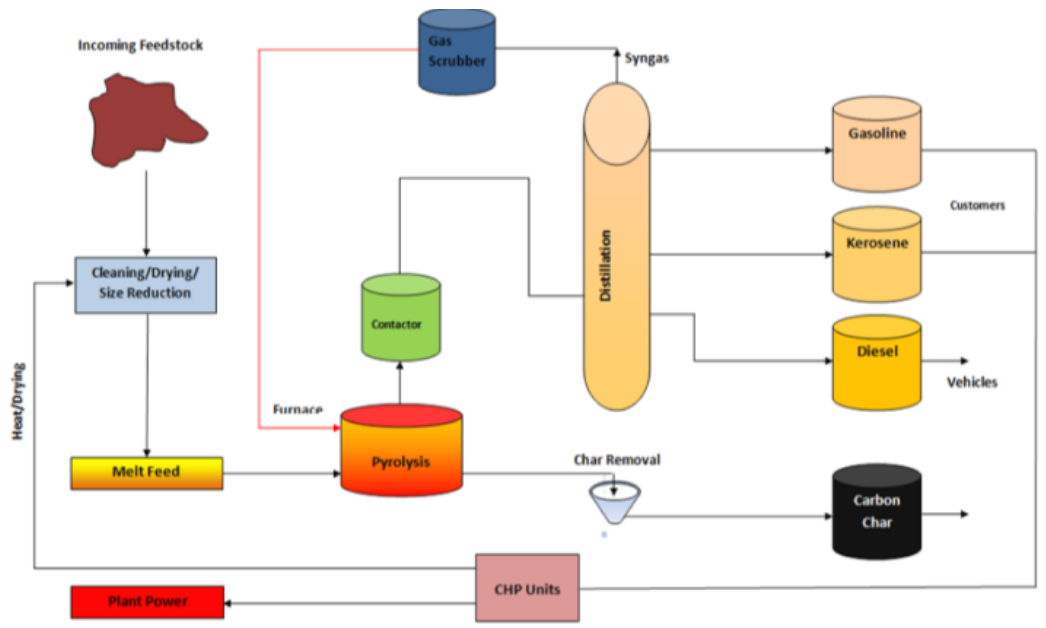 Incoming Feedstock
Gas
Scrubber
Syngas
Gasoline
Customers
Kerosene
Cleaning/Drying/
Size Reduction
Distillation
Contactor
Diesel
Vehicles
Heat/Drying
Furnace
Melt Feed
Pyrolysis
Char Removal
Carbon
Char
CHP Units
Plant Power